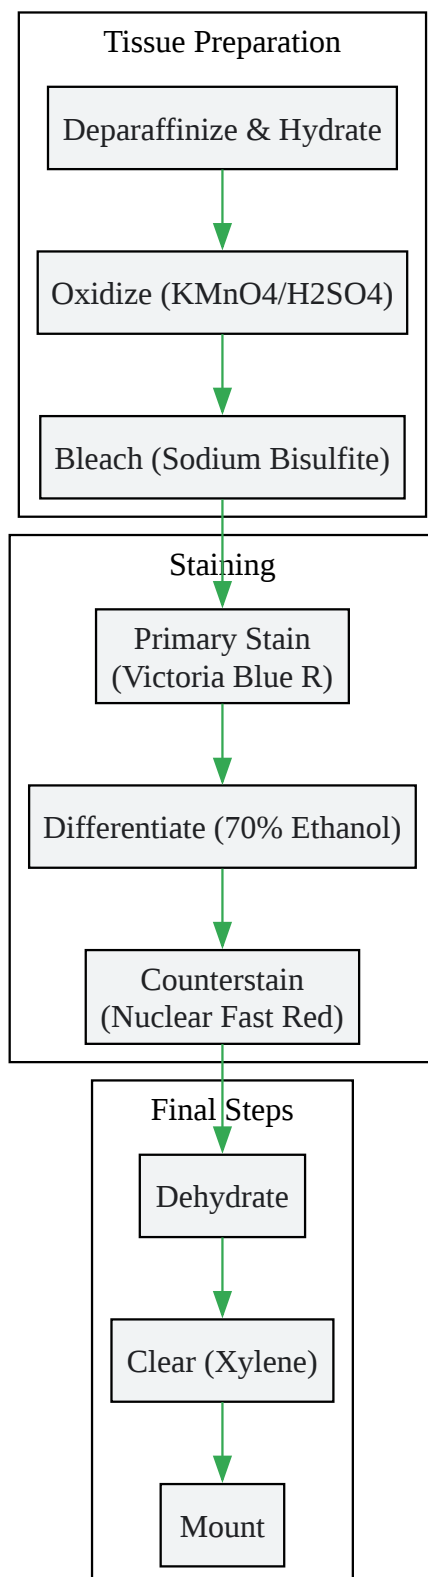 Tissue Preparation
Deparaffinize & Hydrate
Oxidize (KMnO4/H2SO4)
Bleach (Sodium Bisulfite)
Staining
Primary Stain
(Victoria Blue R)
Differentiate (70% Ethanol)
Counterstain
(Nuclear Fast Red)
Final Steps
Dehydrate
Clear (Xylene)
Mount